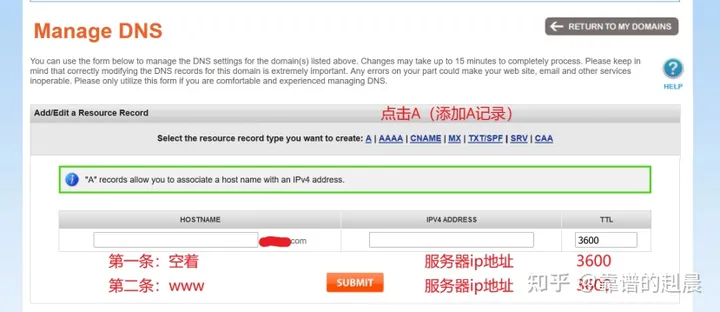 Manage DNS
RETURN TO MY DOMAINS
You can use the form below to manage the DNS settings for the domain(s) listed above. Changes may take up to 15 minutes to completely process. Please keep in
mind that correctly modifying the DNS records for this domain is extremely important. Any errors on your part could make your web site, email and other services
inoperable. Please only utilize this form if you are comfortable and experienced managing DNS.
HELP
Add/Edit a Resource Record
点击A（添加A记录）
Select the resource record type you want to create: A | AAAA | CNAME | MX | TXT/SPF | SRV | CAA
"A" records allow you to associate a host name with an IPv4 address.
HOSTNAME IPV4 ADDRESS TTL
com 3600
第一条：空着 服务器ip地址 3600
第二条：www SUBMIT 服务器ip地址 3600
知乎 @靠谱的赳晨